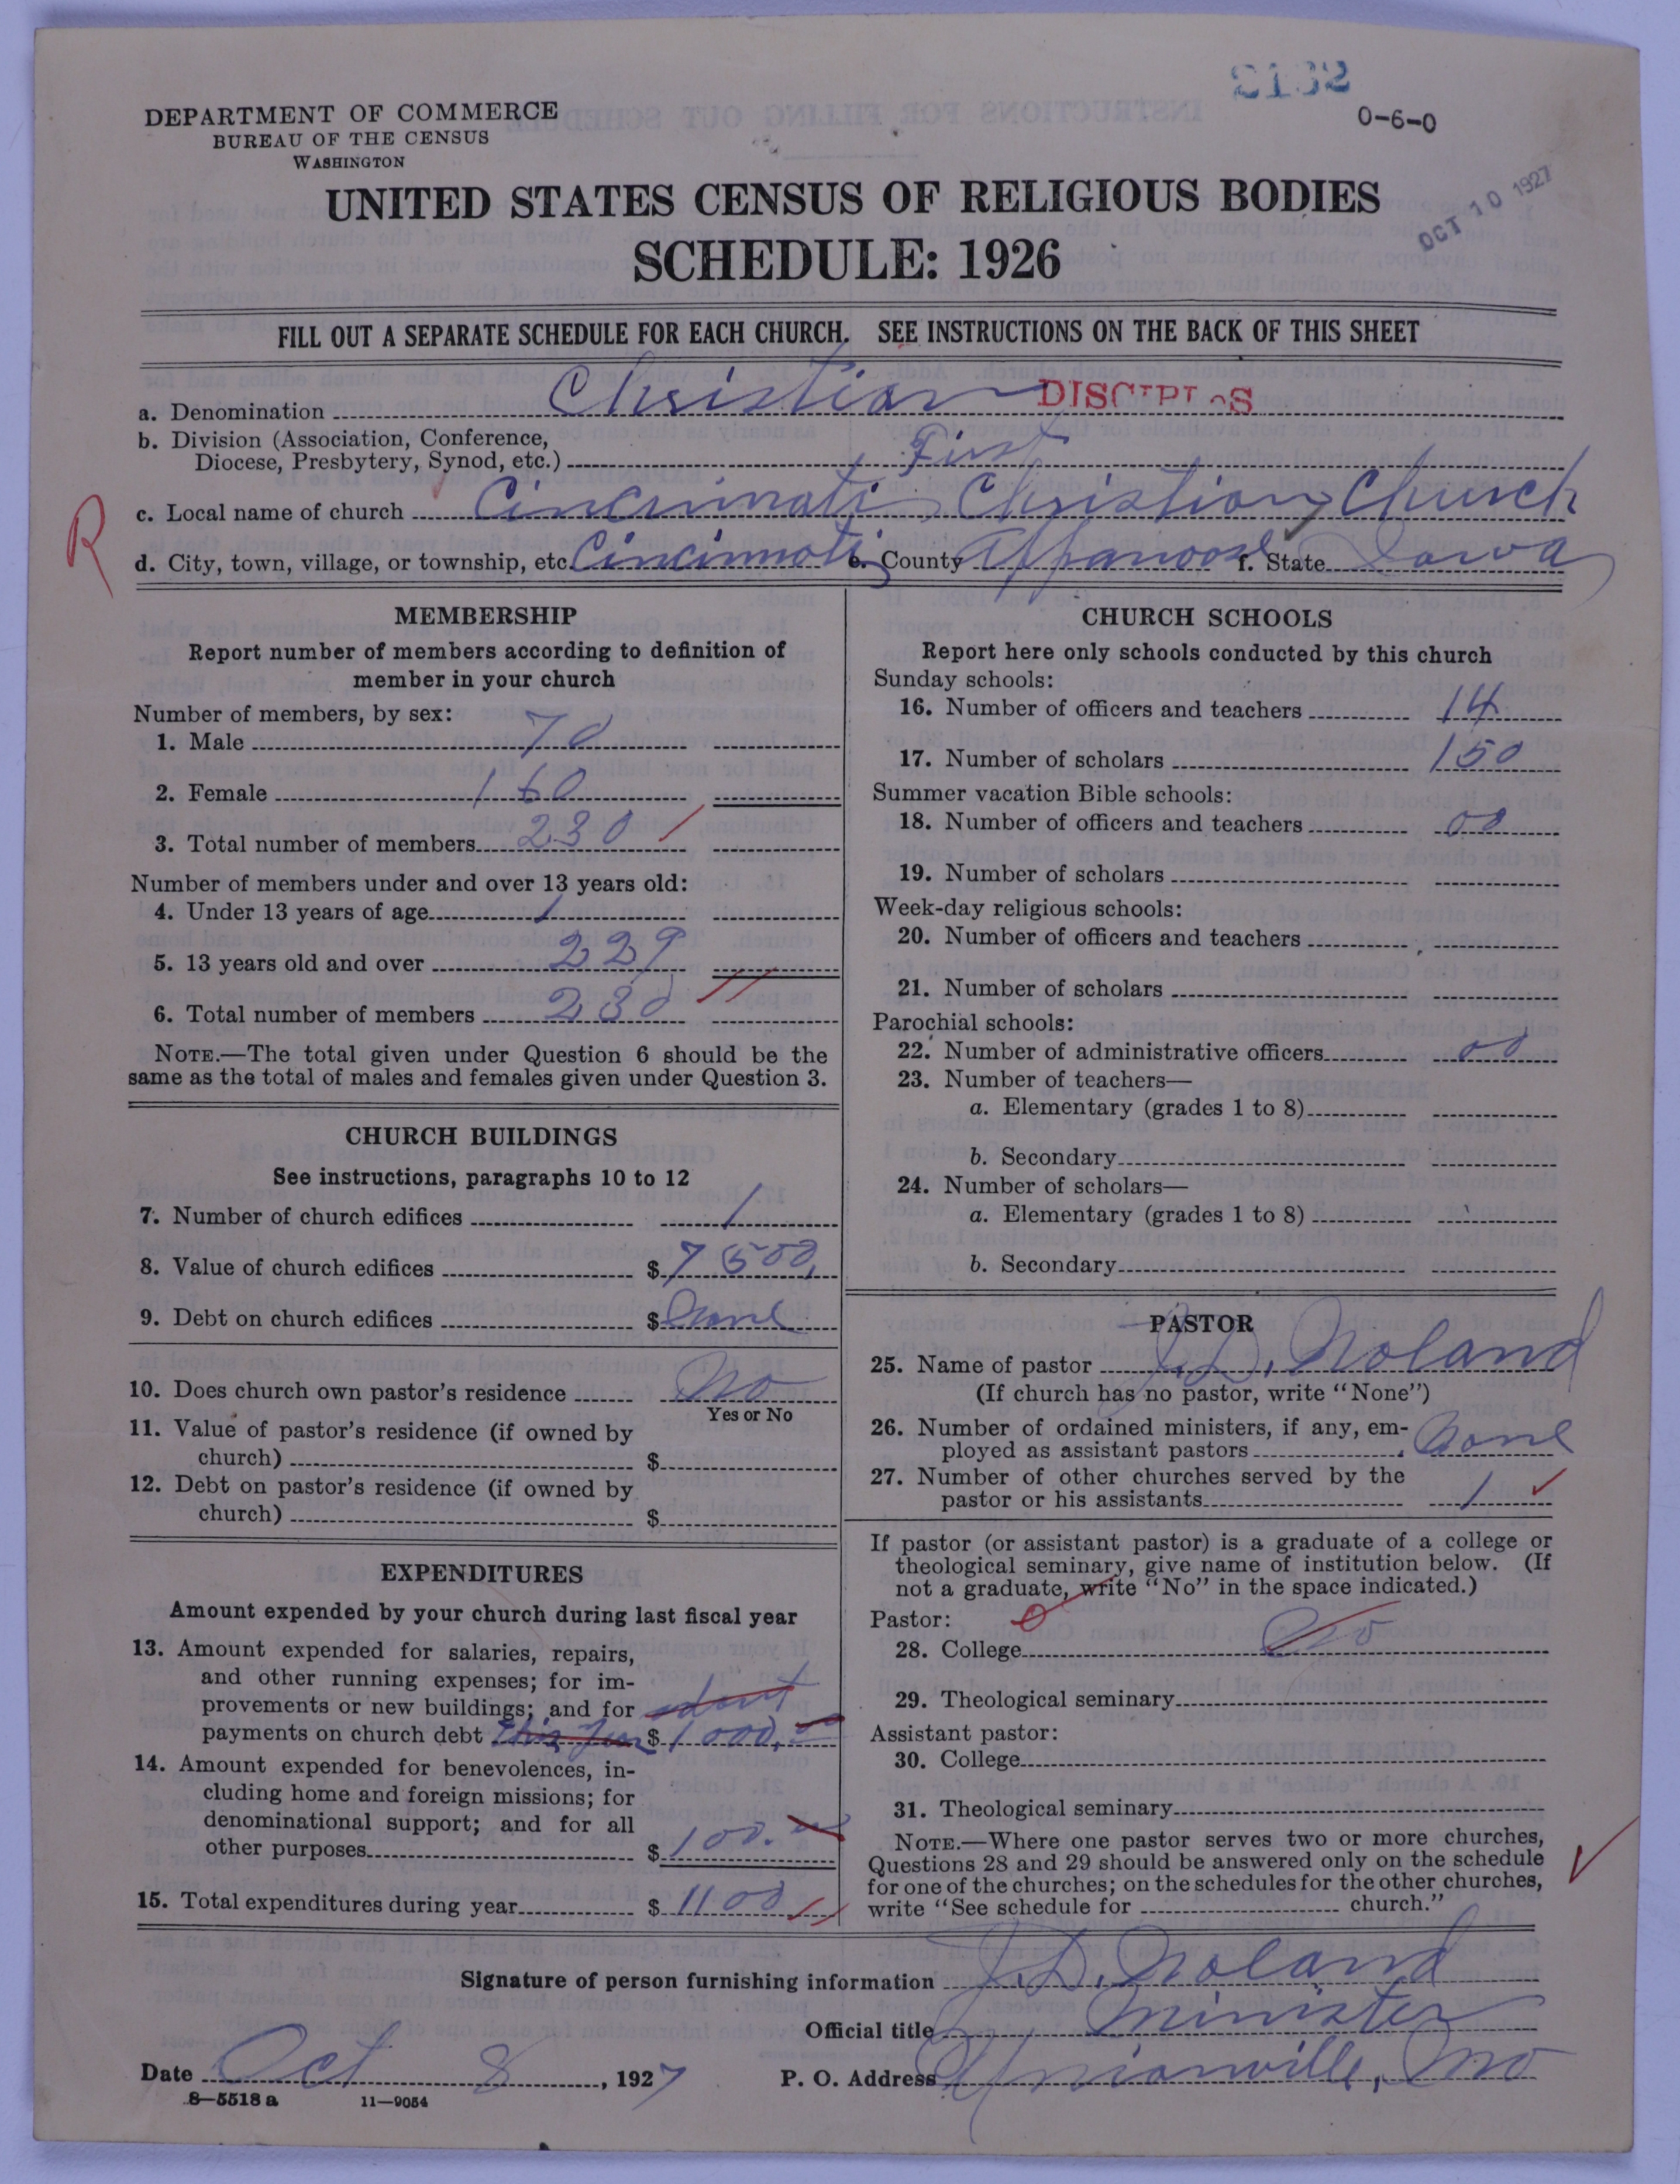 2132
0-6-0
DEPARTMENT OF COMMERCE
BUREAU OF THE CENSUS
WASHINGTON
OCT 10 1927
UNITED STATES CENSUS OF RELIGIOUS BODIES
SCHEDULE: 1926
FILL OUT A SEPARATE SCHEDULE FOR EACH CHURCH. SEE INSTRUCTIONS ON THE BACK OF THIS SHEET
a. Denomination Christian DISCIPLES
b. Division (Association, Conference,
Diocese, Presbytery, Synod, etc.) First
c. Local name of church Cincinnati Christian Church
R
d. City, town, village, or township, etc. Cincinnati e. County Appanoose f. State Iowa
MEMBERSHIP
Report number of members according to definition of
member in your church
Number of members, by sex:
1. Male 70
2. Female 160
3. Total number of members 230
Number of members under and over 13 years old:
4. Under 13 years of age 1
5. 13 years old and over 229
6. Total number of members 230
NOTE.—The total given under Question 6 should be the
same as the total of males and females given under Question 3.
CHURCH BUILDINGS
See instructions, paragraphs 10 to 12
7. Number of church edifices 1
8. Value of church edifices $ 7500,
9. Debt on church edifices $ None
10. Does church own pastor's residence No
Yes or No
11. Value of pastor's residence (if owned by
church) $
12. Debt on pastor's residence (if owned by
church) $
EXPENDITURES
Amount expended by your church during last fiscal year
13. Amount expended for salaries, repairs,
and other running expenses; for im-
provements or new buildings; and for
payments on church debt this year $ 1000.00
14. Amount expended for benevolences, in-
cluding home and foreign missions; for
denominational support; and for all
other purposes $ 100.00
15. Total expenditures during year $ 1100
CHURCH SCHOOLS
Report here only schools conducted by this church
Sunday schools:
16. Number of officers and teachers 14
17. Number of scholars 150
Summer vacation Bible schools:
18. Number of officers and teachers 00
19. Number of scholars
Week-day religious schools:
20. Number of officers and teachers
21. Number of scholars
Parochial schools:
22. Number of administrative officers 00
23. Number of teachers—
a. Elementary (grades 1 to 8)
b. Secondary
24. Number of scholars—
a. Elementary (grades 1 to 8)
b. Secondary
PASTOR
25. Name of pastor J.D. Noland
(If church has no pastor, write "None")
26. Number of ordained ministers, if any, em-
ployed as assistant pastors None
27. Number of other churches served by the
pastor or his assistants 1
If pastor (or assistant pastor) is a graduate of a college or
theological seminary, give name of institution below. (If
not a graduate, write "No" in the space indicated.)
Pastor: 0
28. College No
29. Theological seminary
Assistant pastor:
30. College
31. Theological seminary
NOTE.—Where one pastor serves two or more churches,
Questions 28 and 29 should be answered only on the schedule
for one of the churches; on the schedules for the other churches,
write "See schedule for church."
Signature of person furnishing information J.D. Noland
Official title Minister
Date Oct 8, 1927 P. O. Address Unionville, Mo
8—5518 a 11—9054